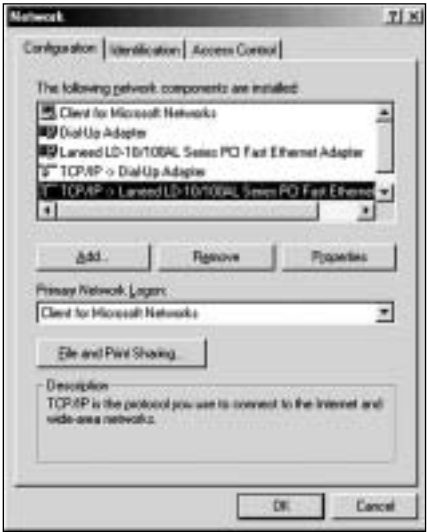 Network
Configuration Identification Access Control
The following network components are installed:
Client for Microsoft Networks
Dial-Up Adapter
Laneed LD-10/100AL Series PCI Fast Ethernet Adapter
TCP/IP -> Dial-Up Adapter
TCP/IP -> Laneed LD-10/100AL Series PCI Fast Ethernet
Add... Remove Properties
Primary Network Logon:
Client for Microsoft Networks
File and Print Sharing...
Description
TCP/IP is the protocol you use to connect to the Internet and
wide-area networks.
OK Cancel